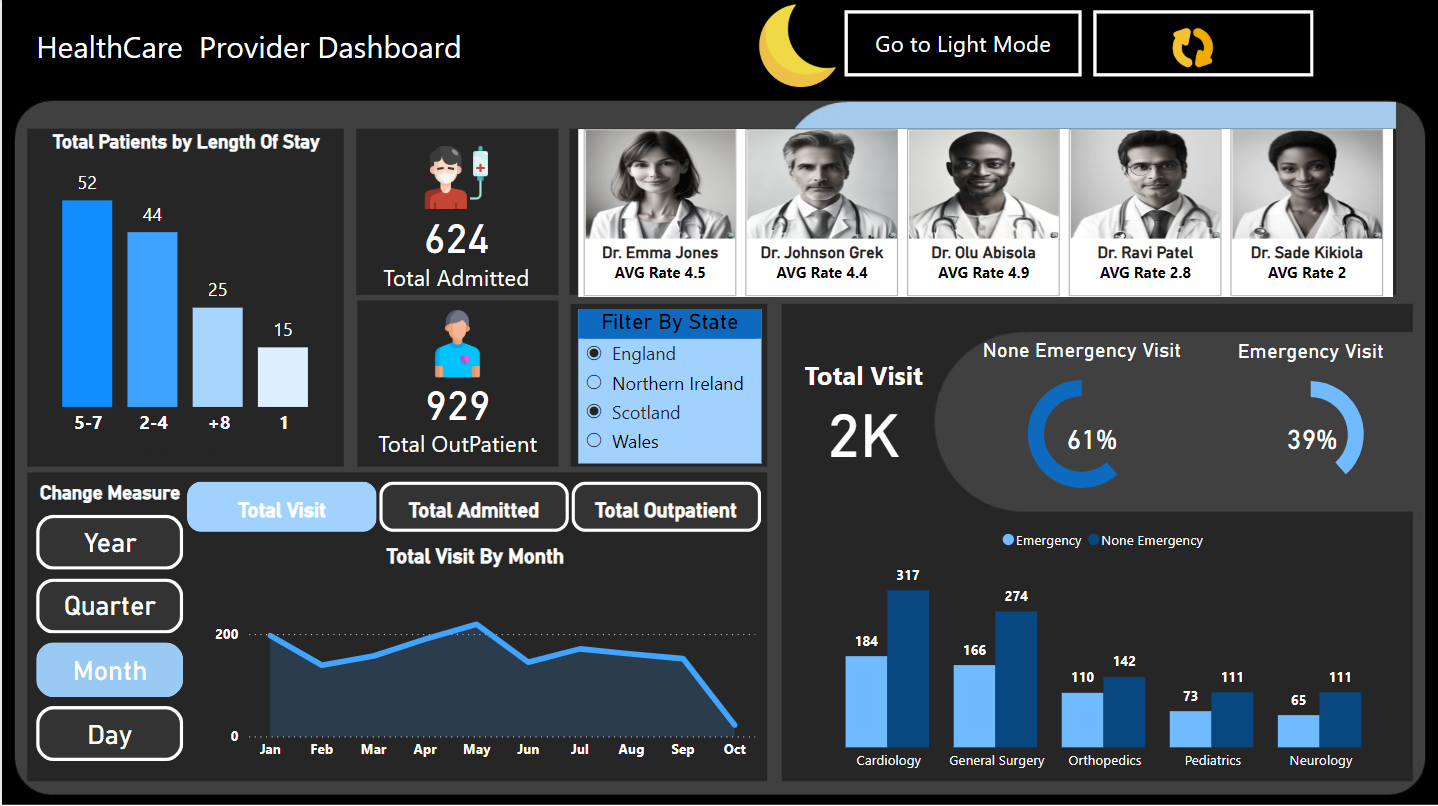 HealthCare  Provider Dashboard
Go to Light Mode
Total Patients by Length Of Stay
52
44
25
15
5-7
2-4
+8
1
624
Total Admitted
929
Total OutPatient
Dr. Emma Jones
AVG Rate 4.5
Dr. Johnson Grek
AVG Rate 4.4
Dr. Olu Abisola
AVG Rate 4.9
Dr. Ravi Patel
AVG Rate 2.8
Dr. Sade Kikiola
AVG Rate 2
Filter By State
England
Northern Ireland
Scotland
Wales
Total Visit
2K
None Emergency Visit
61%
Emergency Visit
39%
Change Measure
Year
Quarter
Month
Day
Total Visit
Total Admitted
Total Outpatient
Total Visit By Month
200
0
Jan
Feb
Mar
Apr
May
Jun
Jul
Aug
Sep
Oct
Emergency
None Emergency
184
317
166
274
110
142
73
111
65
111
Cardiology
General Surgery
Orthopedics
Pediatrics
Neurology